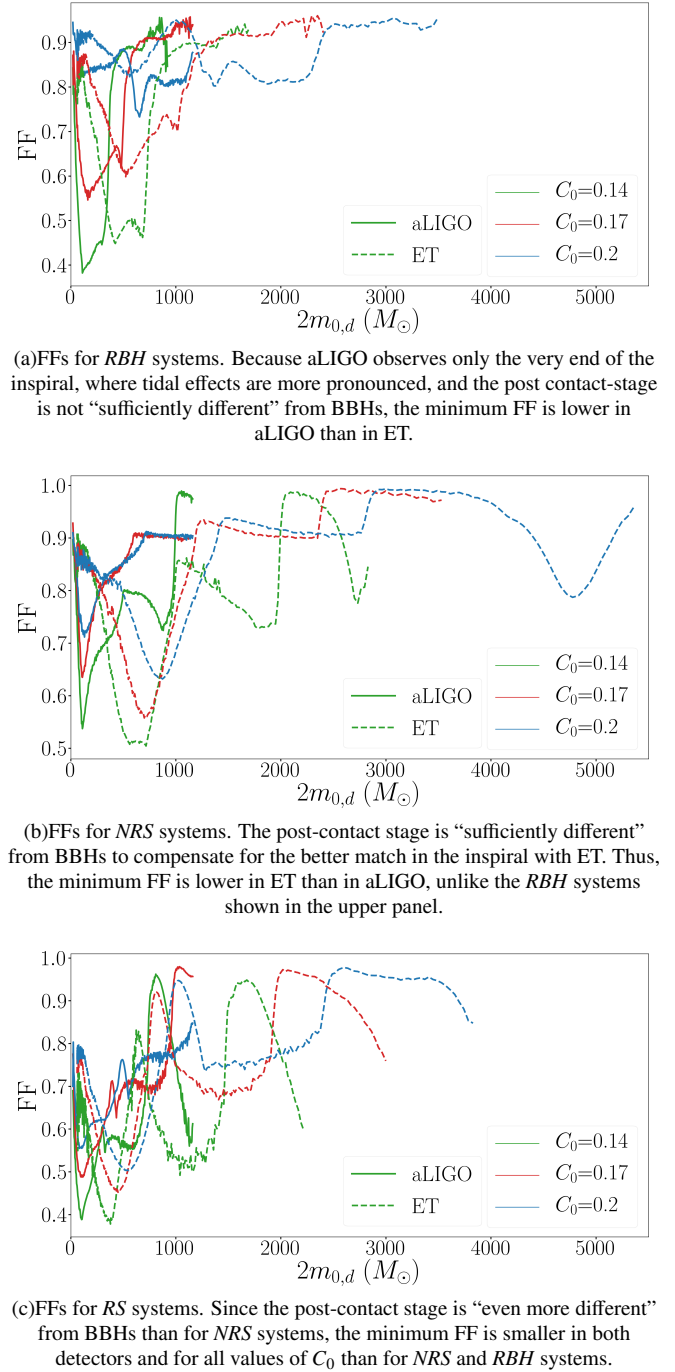 0.9
0.8
0.7
0.6
0.5
0.4
FF
aLIGO
ET
C₀=0.14
C₀=0.17
C₀=0.2
0 1000 2000 3000 4000 5000
2m₀,d (M⊙)
(a)FFs for RBH systems. Because aLIGO observes only the very end of the
inspiral, where tidal effects are more pronounced, and the post contact-stage
is not “sufficiently different” from BBHs, the minimum FF is lower in
aLIGO than in ET.
1.0
0.9
0.8
0.7
0.6
0.5
FF
aLIGO
ET
C₀=0.14
C₀=0.17
C₀=0.2
0 1000 2000 3000 4000 5000
2m₀,d (M⊙)
(b)FFs for NRS systems. The post-contact stage is “sufficiently different”
from BBHs to compensate for the better match in the inspiral with ET. Thus,
the minimum FF is lower in ET than in aLIGO, unlike the RBH systems
shown in the upper panel.
1.0
0.9
0.8
0.7
0.6
0.5
0.4
FF
aLIGO
ET
C₀=0.14
C₀=0.17
C₀=0.2
0 1000 2000 3000 4000 5000
2m₀,d (M⊙)
(c)FFs for RS systems. Since the post-contact stage is “even more different”
from BBHs than for NRS systems, the minimum FF is smaller in both
detectors and for all values of C₀ than for NRS and RBH systems.